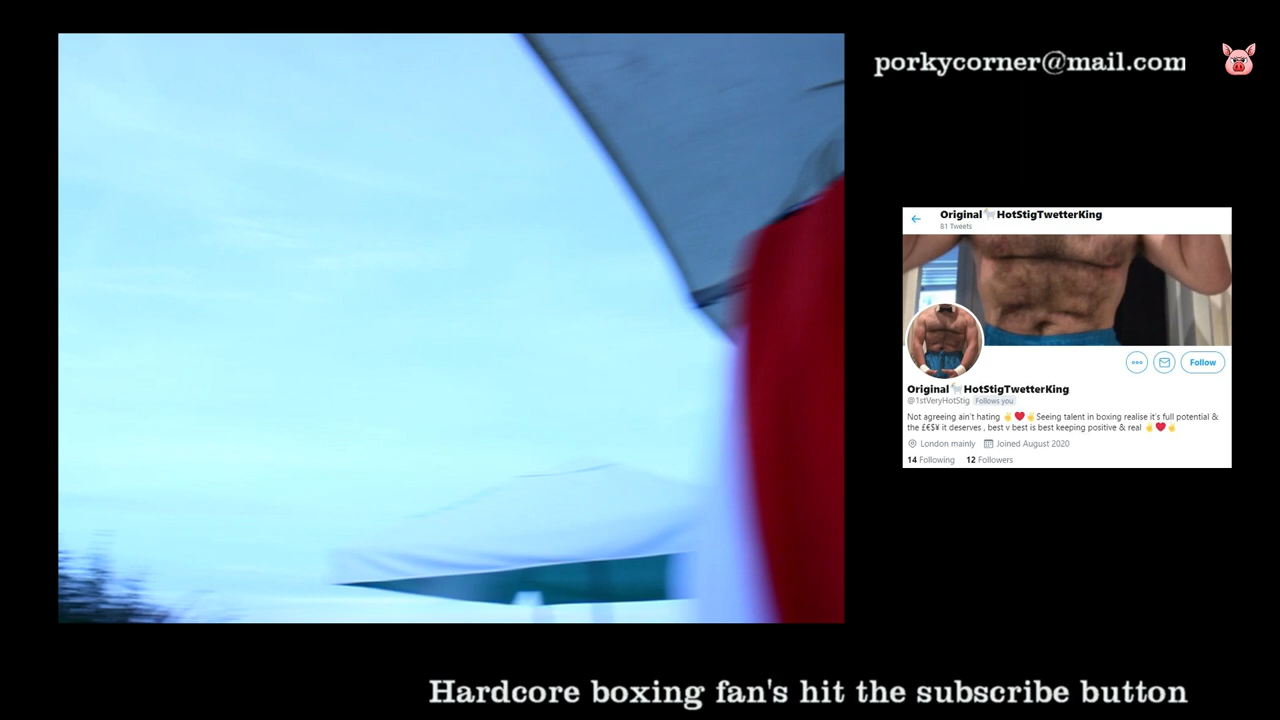 porkycorner@mail.com
Original🐐HotStigTwetterKing
81 Tweets
Follow
Original🐐HotStigTwetterKing
@1stVeryHotStig Follows you
Not agreeing ain't hating ✌❤✌Seeing talent in boxing realise it's full potential &
the £€$¥ it deserves , best v best is best keeping positive & real ✌❤✌
London mainly Joined August 2020
14 Following 12 Followers
Hardcore boxing fan's hit the subscribe button